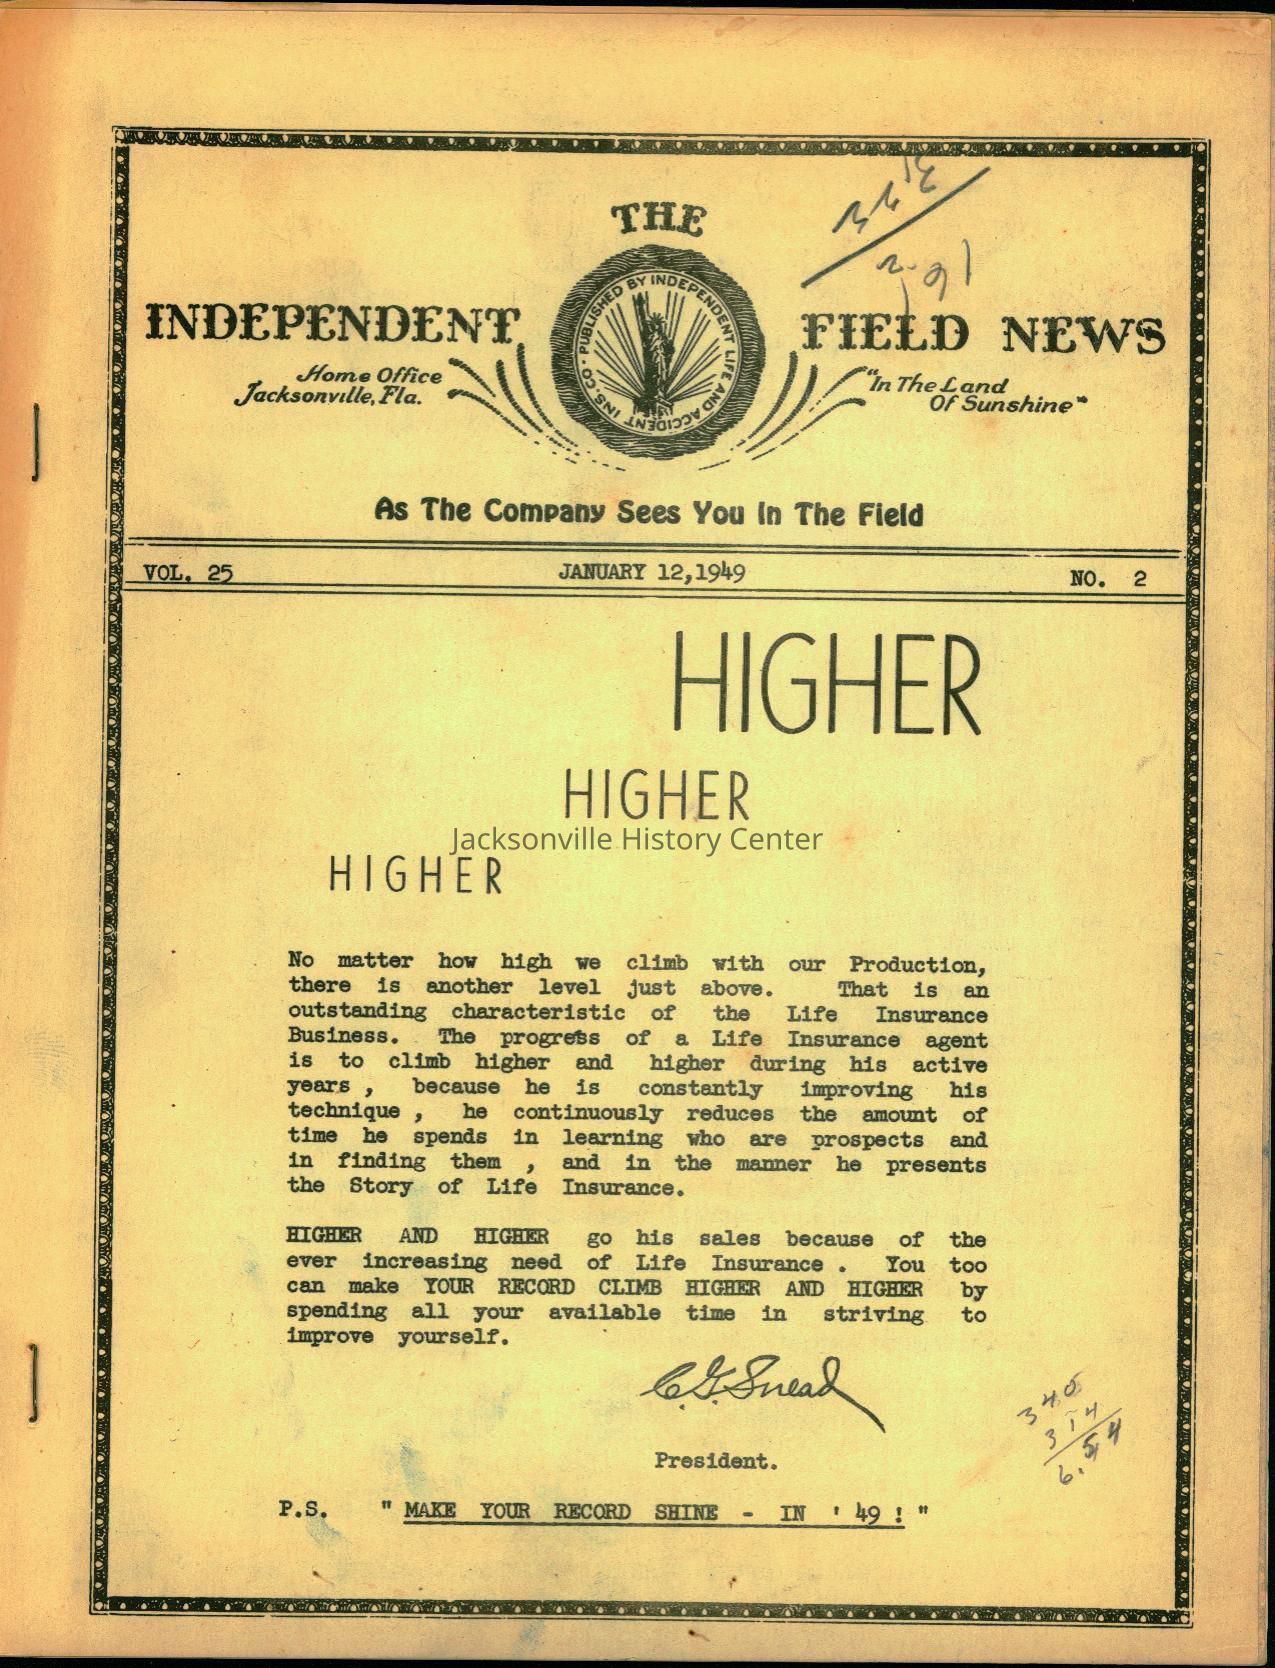 THE
INDEPENDENT FIELD NEWS
PUBLISHED BY INDEPENDENT LIFE AND ACCIDENT INS. CO.
Home Office
Jacksonville, Fla.
"In The Land
Of Sunshine"
As The Company Sees You In The Field
VOL. 25 JANUARY 12,1949 NO. 2
HIGHER
HIGHER
Jacksonville History Center
HIGHER
No matter how high we climb with our Production,
there is another level just above. That is an
outstanding characteristic of the Life Insurance
Business. The progress of a Life Insurance agent
is to climb higher and higher during his active
years , because he is constantly improving his
technique , he continuously reduces the amount of
time he spends in learning who are prospects and
in finding them , and in the manner he presents
the Story of Life Insurance.
HIGHER AND HIGHER go his sales because of the
ever increasing need of Life Insurance . You too
can make YOUR RECORD CLIMB HIGHER AND HIGHER by
spending all your available time in striving to
improve yourself.
C.G. Snead
President.
340
314
6.54
P.S. " MAKE YOUR RECORD SHINE - IN ' 49 ! "